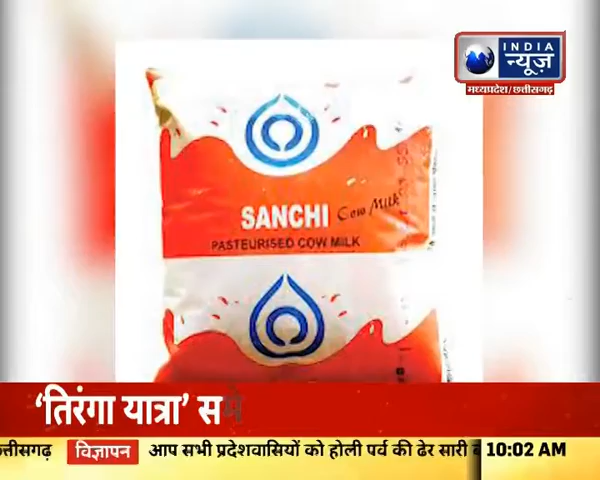 INDIA
न्यूज़
मध्यप्रदेश/छत्तीसगढ़
SANCHI Cow Milk
PASTEURISED COW MILK
'तिरंगा यात्रा'
विज्ञापन आप सभी प्रदेशवासियों को होली पर्व की ढेर सारी 10:02 AM